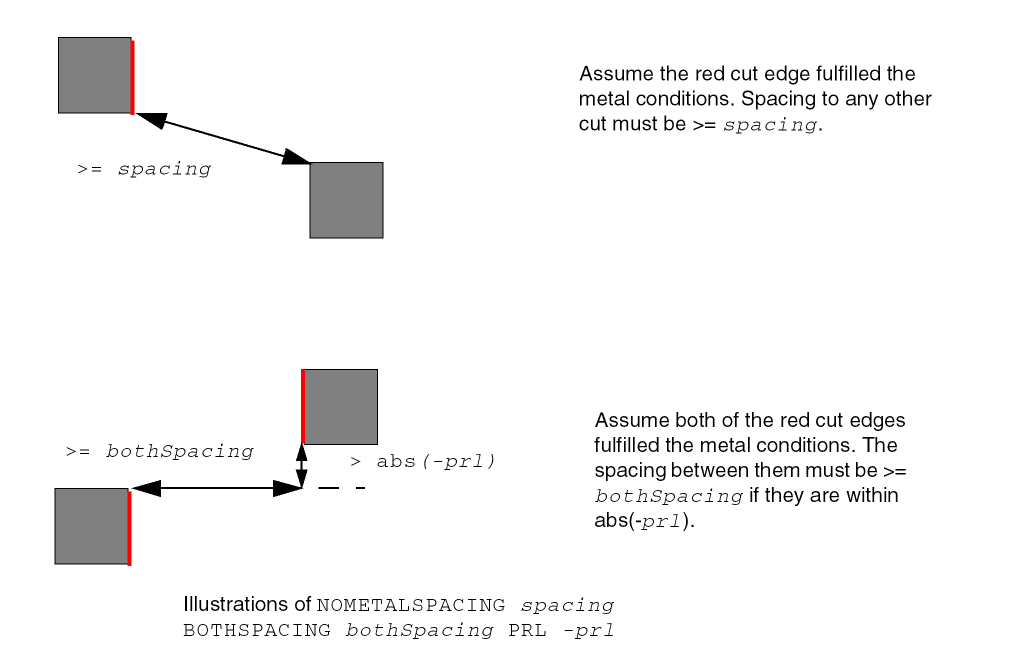 Assume the red cut edge fulfilled the
metal conditions. Spacing to any other
cut must be >= spacing.
>= spacing
Assume both of the red cut edges
fulfilled the metal conditions. The
spacing between them must be >=
bothSpacing if they are within
abs(-prl).
>= bothSpacing
> abs(-prl)
Illustrations of NOMETALSPACING spacing
BOTHSPACING bothSpacing PRL -prl